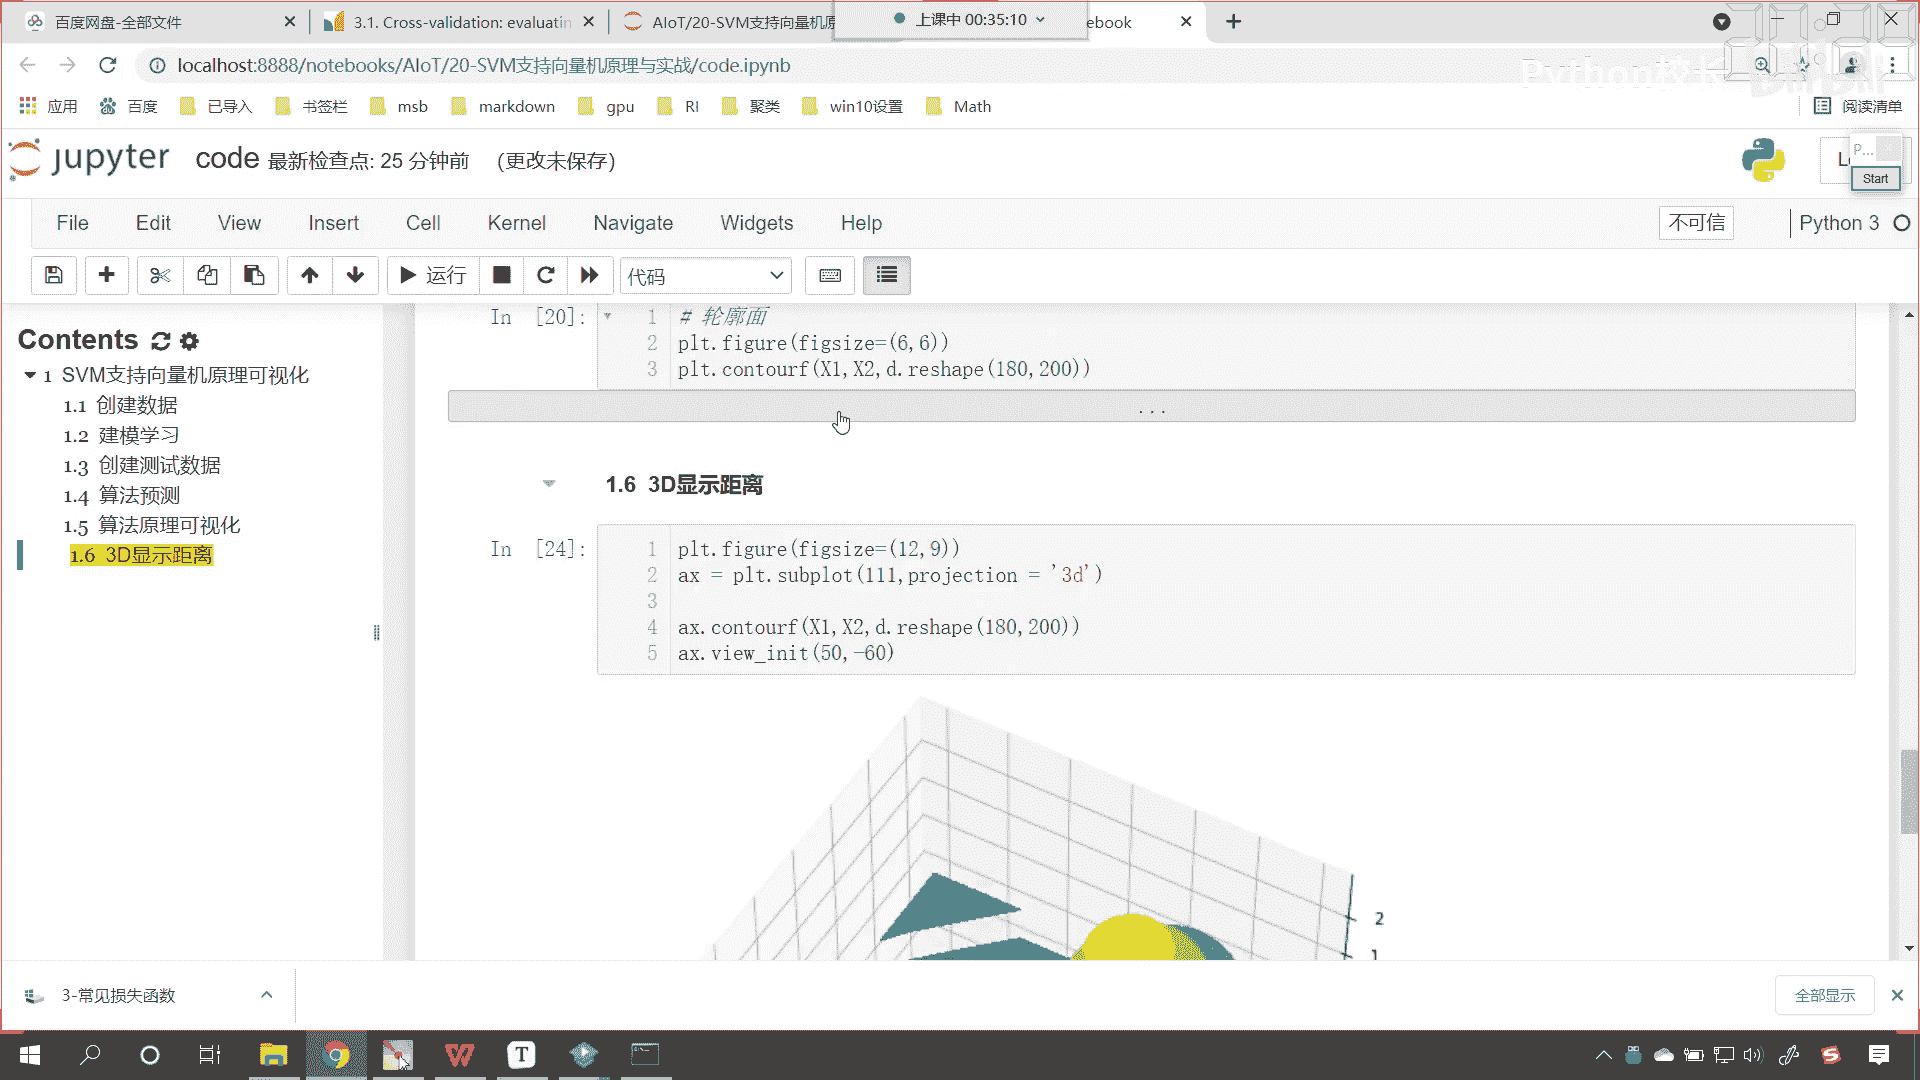 百度网盘-全部文件
3.1. Cross-validation: evaluatin
AIoT/20-SVM支持向量机原
上课中 00:35:10
ebook
localhost:8888/notebooks/AIoT/20-SVM支持向量机原理与实战/code.ipynb
Python校长
bilibili
应用
百度
已导入
书签栏
msb
markdown
gpu
RI
聚类
win10设置
Math
阅读清单
jupyter
code 最新检查点: 25 分钟前 (更改未保存)
P...
Start
File
Edit
View
Insert
Cell
Kernel
Navigate
Widgets
Help
不可信
Python 3
运行
代码
Contents
1 SVM支持向量机原理可视化
1.1 创建数据
1.2 建模学习
1.3 创建测试数据
1.4 算法预测
1.5 算法原理可视化
1.6 3D显示距离
In [20]:
1 # 轮廓面
2 plt.figure(figsize=(6,6))
3 plt.contourf(X1,X2,d.reshape(180,200))
...
1.6 3D显示距离
In [24]:
1 plt.figure(figsize=(12,9))
2 ax = plt.subplot(111,projection = '3d')
3
4 ax.contourf(X1,X2,d.reshape(180,200))
5 ax.view_init(50,-60)
2
1
3-常见损失函数
全部显示